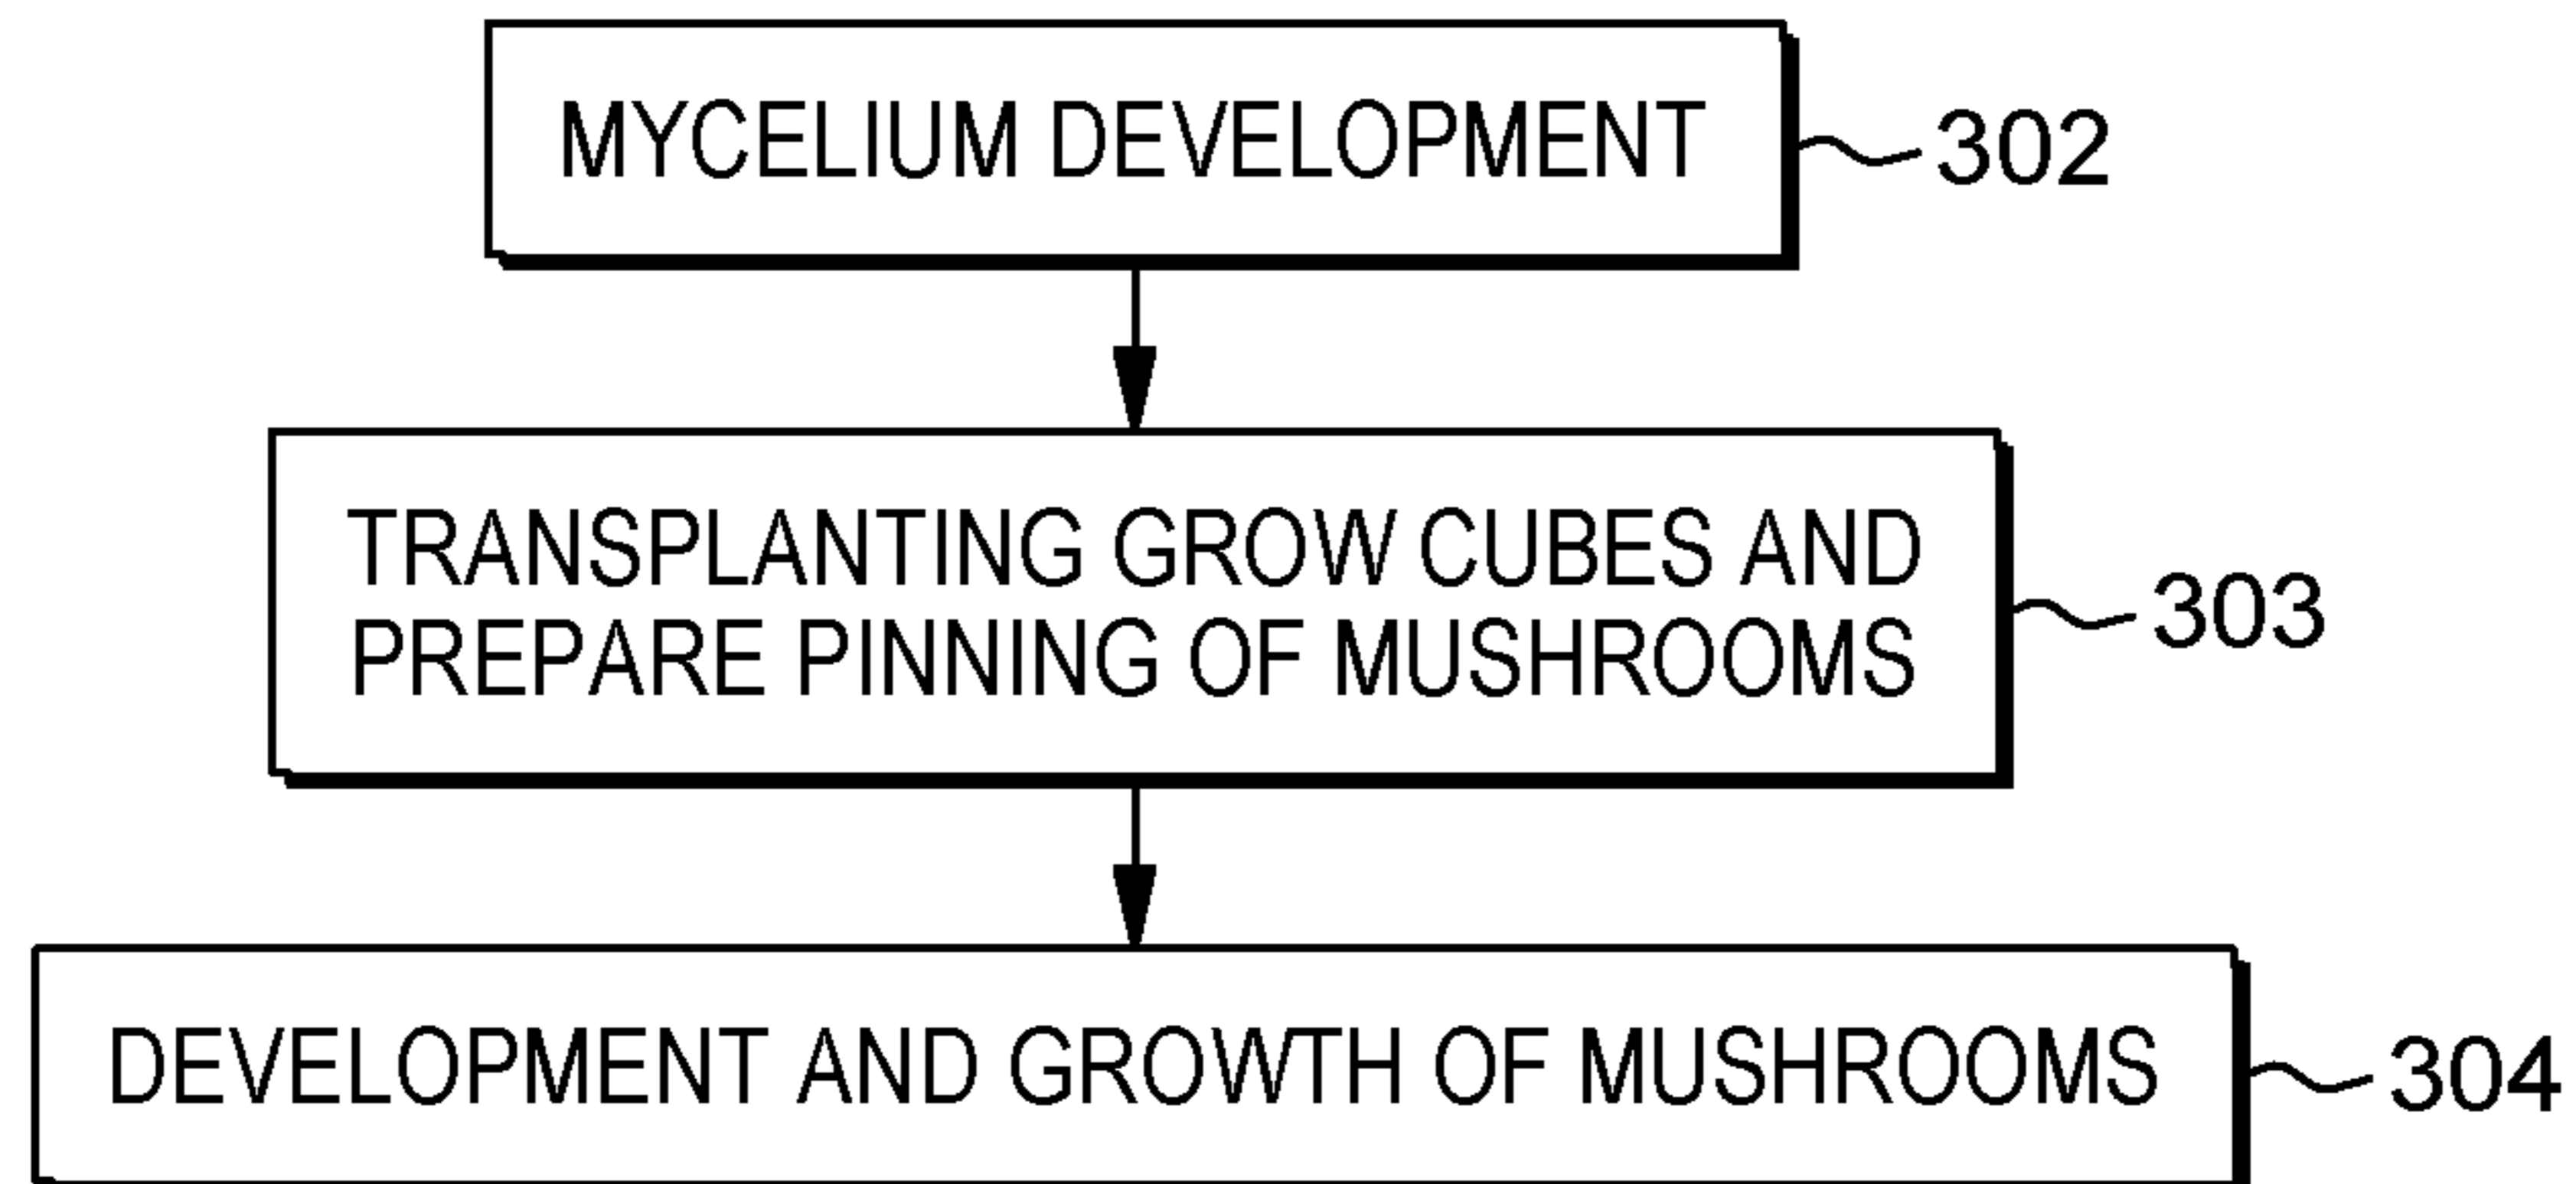 MYCELIUM DEVELOPMENT
302
TRANSPLANTING GROW CUBES AND
PREPARE PINNING OF MUSHROOMS
303
DEVELOPMENT AND GROWTH OF MUSHROOMS
304